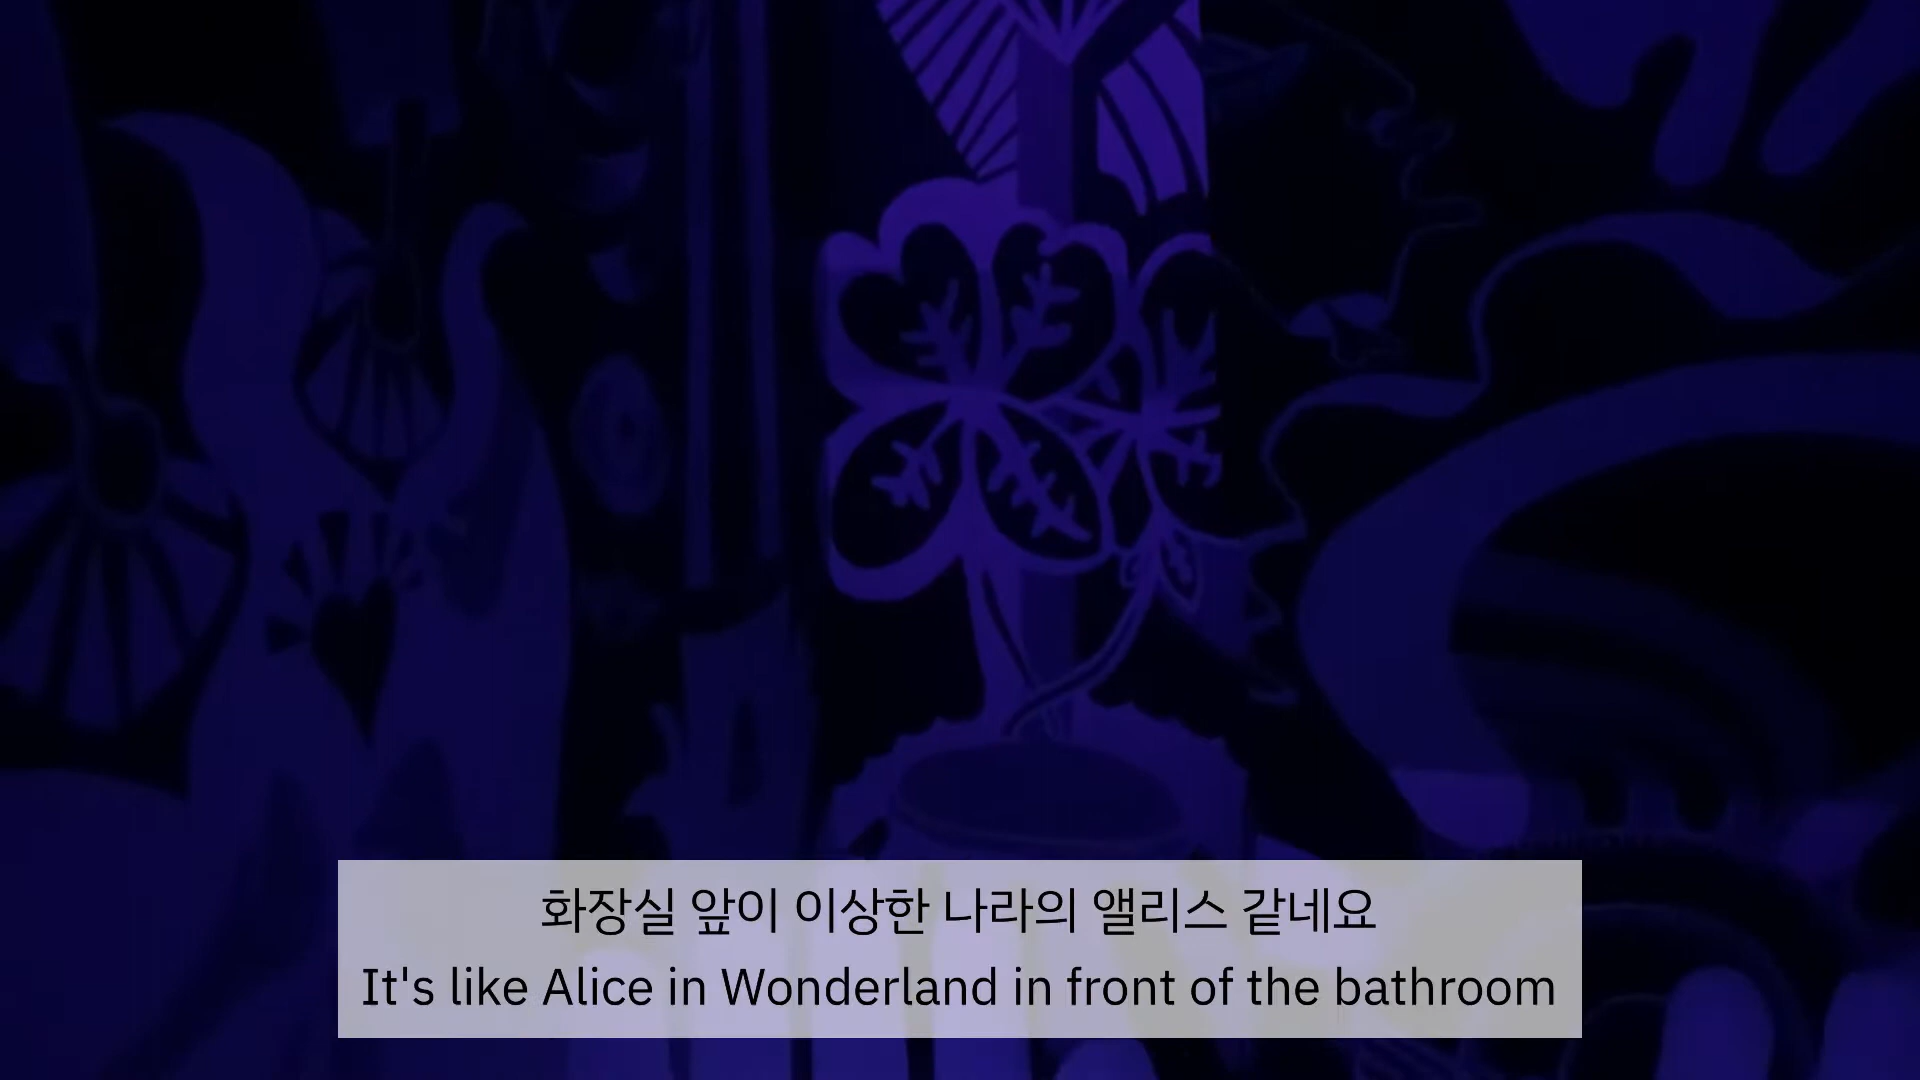 화장실 앞이 이상한 나라의 앨리스 같네요
It's like Alice in Wonderland in front of the bathroom